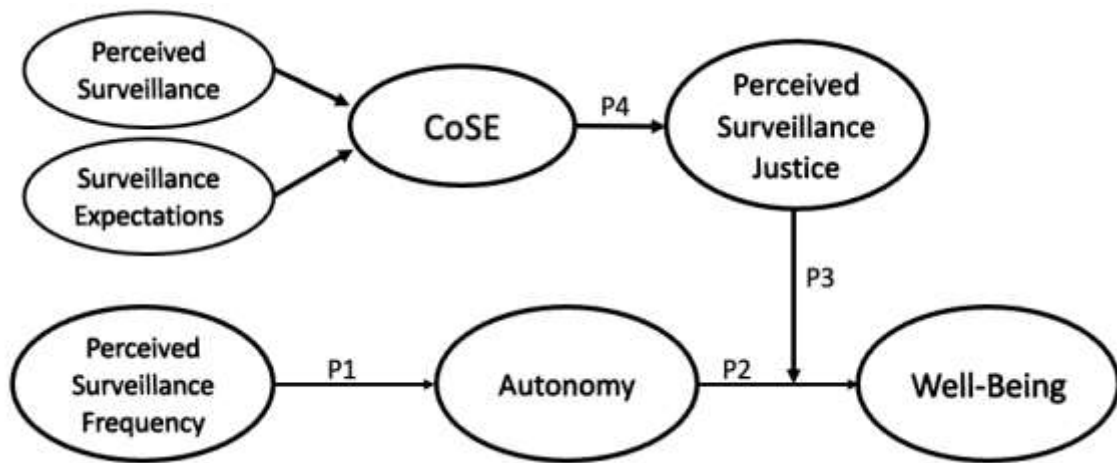 Perceived
Surveillance
Surveillance
Expectations
CoSE
P4
Perceived
Surveillance
Justice
P3
Perceived
Surveillance
Frequency
P1
Autonomy
P2
Well-Being